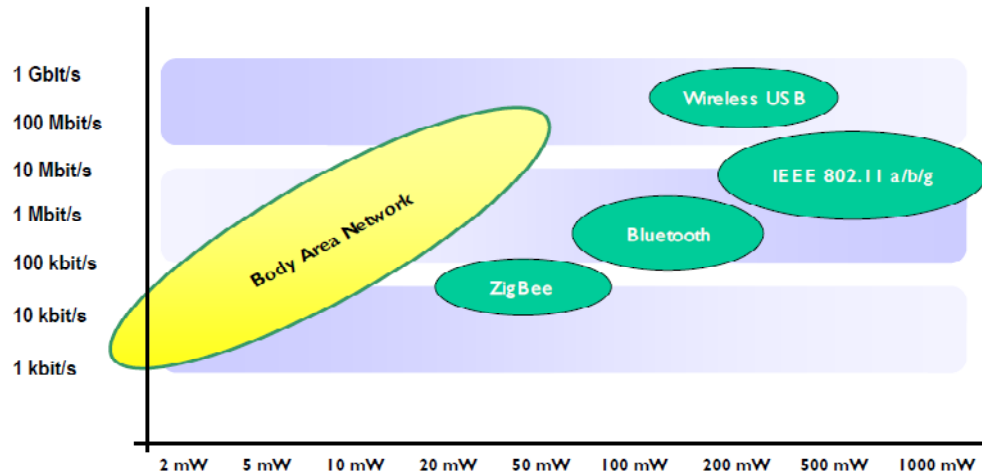 1 Gblt/s
100 Mbit/s
10 Mbit/s
1 Mbit/s
100 kbit/s
10 kbit/s
1 kbit/s
Wireless USB
IEEE 802.11 a/b/g
Body Area Network
Bluetooth
ZigBee
2 mW 5 mW 10 mW 20 mW 50 mW 100 mW 200 mW 500 mW 1000 mW